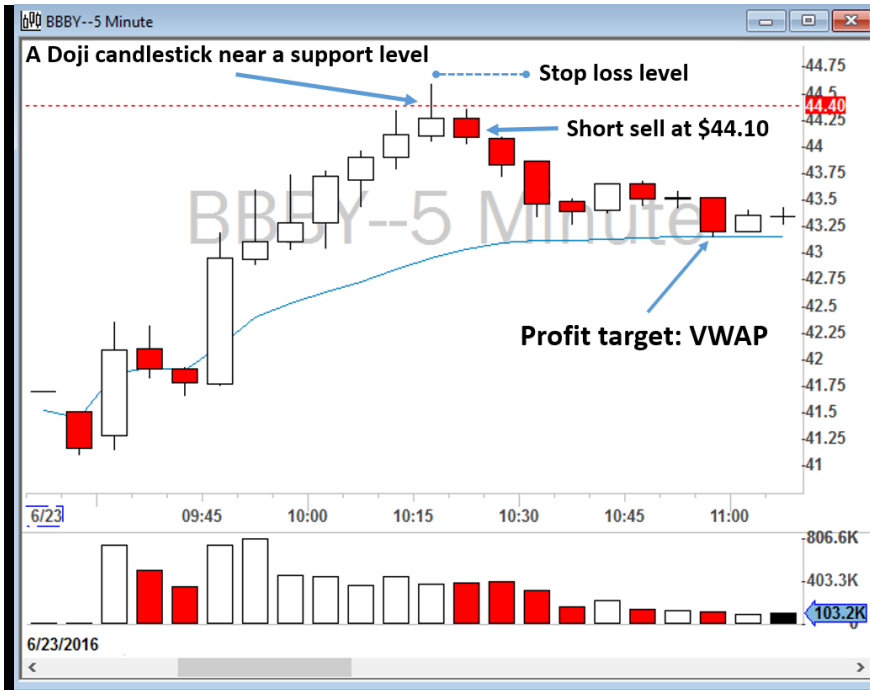 BBBY--5 Minute
A Doji candlestick near a support level
Stop loss level
Short sell at $44.10
BBBY--5 Minute
Profit target: VWAP
44.75
44.5
44.40
44.25
44
43.75
43.5
43.25
43
42.75
42.5
42.25
42
41.75
41.5
41.25
41
6/23 09:45 10:00 10:15 10:30 10:45 11:00
806.6K
403.3K
103.2K
0
6/23/2016